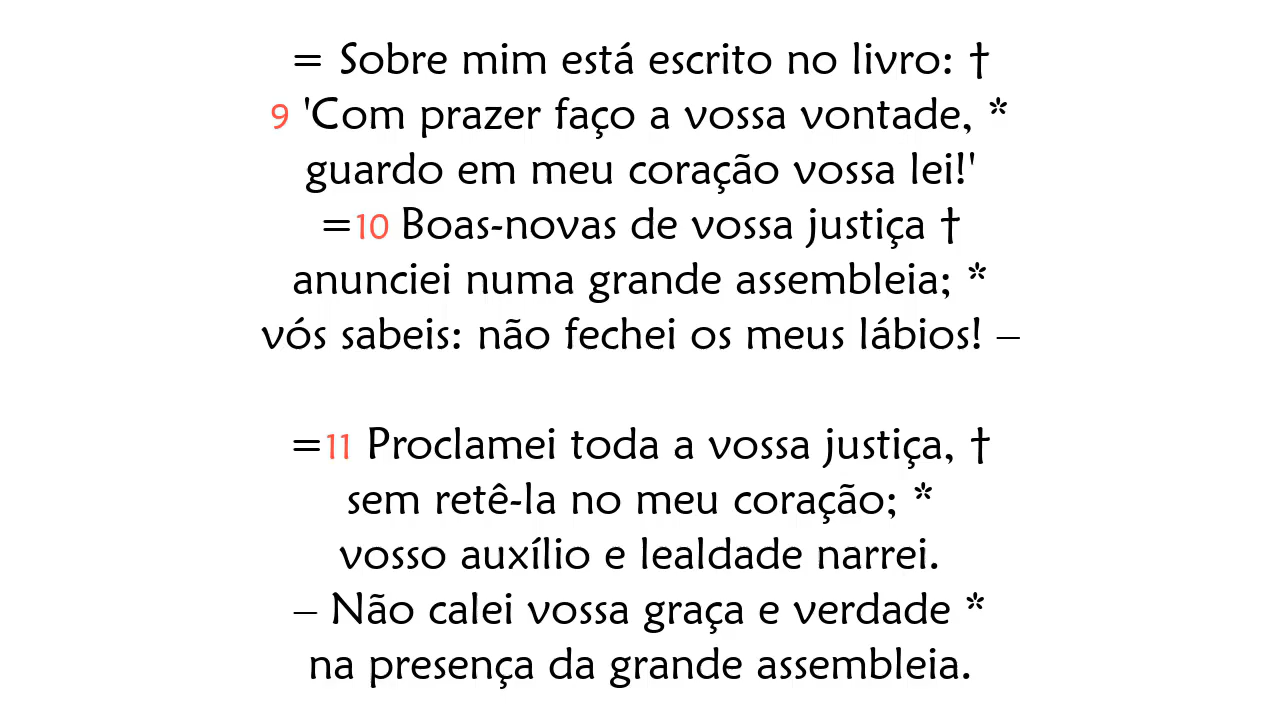 = Sobre mim está escrito no livro: †
9 'Com prazer faço a vossa vontade, *
guardo em meu coração vossa lei!'
=10 Boas-novas de vossa justiça †
anunciei numa grande assembleia; *
vós sabeis: não fechei os meus lábios! –
=11 Proclamei toda a vossa justiça, †
sem retê-la no meu coração; *
vosso auxílio e lealdade narrei.
– Não calei vossa graça e verdade *
na presença da grande assembleia.